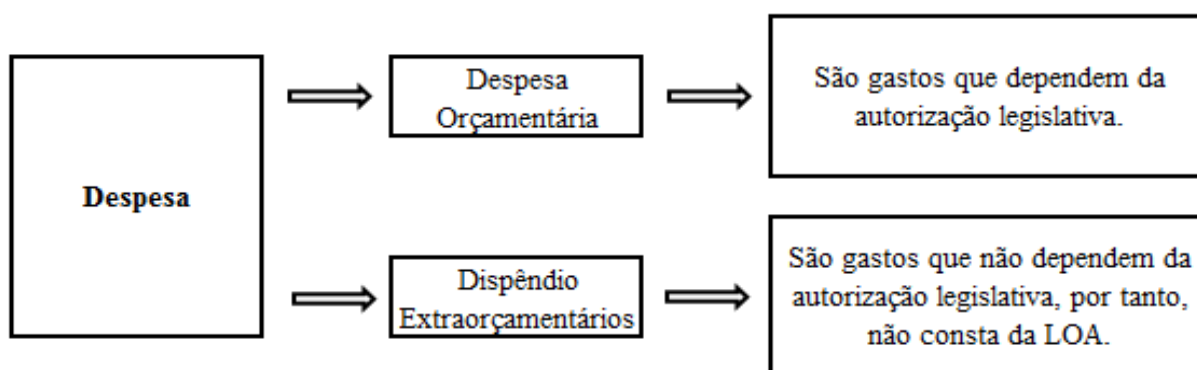 Despesa
Despesa
Orçamentária
São gastos que dependem da
autorização legislativa.
Dispêndio
Extraorçamentários
São gastos que não dependem da
autorização legislativa, por tanto,
não consta da LOA.